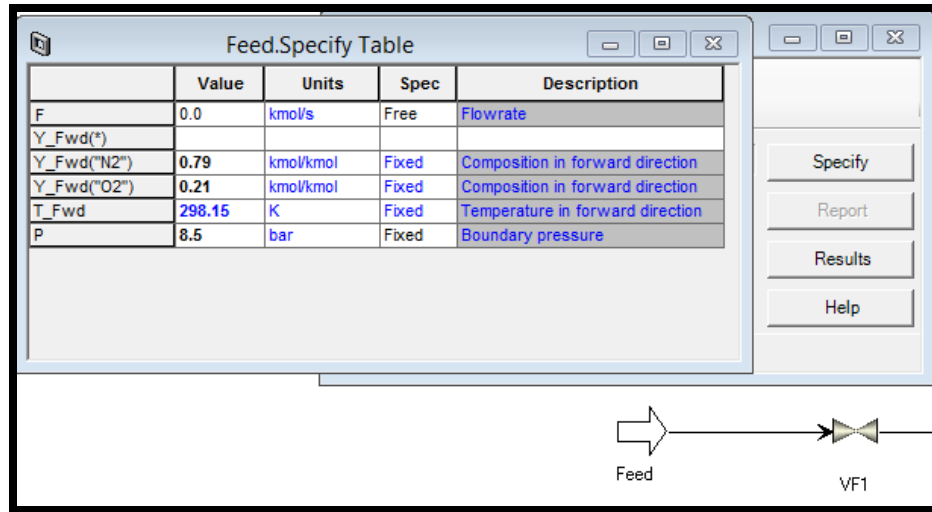 Feed.Specify Table
Value Units Spec Description
F 0.0 kmol/s Free Flowrate
Y_Fwd(*)
Y_Fwd("N2") 0.79 kmol/kmol Fixed Composition in forward direction
Y_Fwd("O2") 0.21 kmol/kmol Fixed Composition in forward direction
T_Fwd 298.15 K Fixed Temperature in forward direction
P 8.5 bar Fixed Boundary pressure
Specify
Report
Results
Help
Feed
VF1